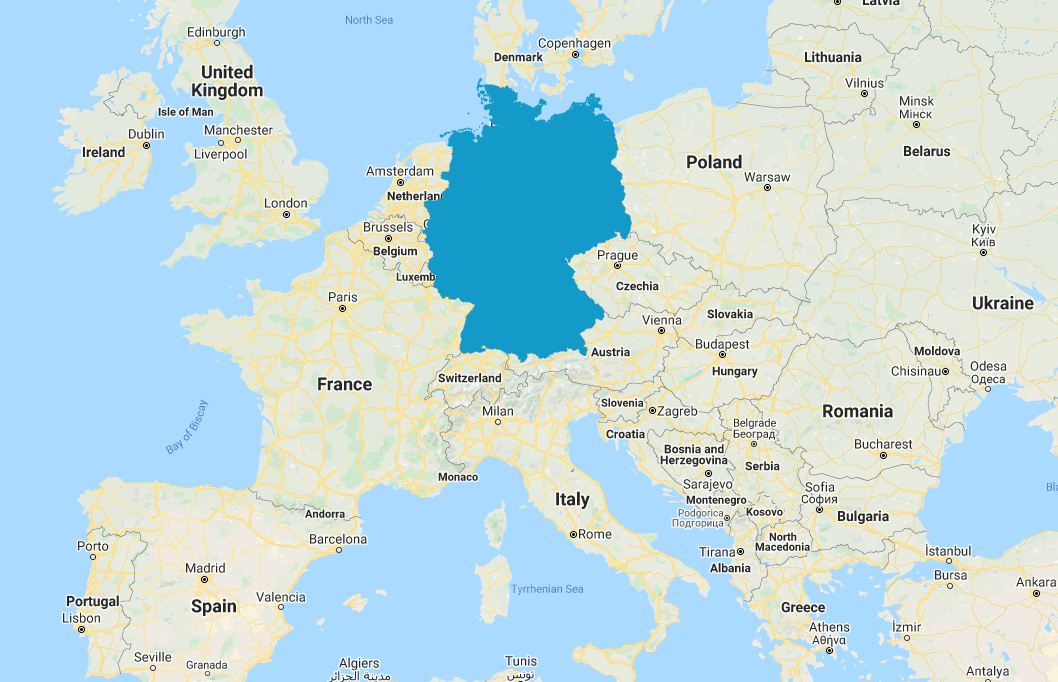 North Sea
Latvia
Edinburgh
Copenhagen
Denmark
Lithuania
United
Kingdom
Vilnius
Minsk
Мінск
Isle of Man
Dublin
Manchester
Ireland
Liverpool
Belarus
Poland
Warsaw
Amsterdam
Netherlan
London
Brussels
Belgium
Kyiv
Київ
Prague
Luxemb
Czechia
Paris
Ukraine
Slovakia
Vienna
Budapest
Austria
Moldova
Hungary
Chisinau
Odesa
Одеса
Switzerland
France
Milan
Slovenia
Zagreb
Romania
Bay of Biscay
Croatia
Belgrade
Београд
Bucharest
Bosnia and
Herzegovina
Serbia
Monaco
Sarajevo
Sofia
София
Bla
Italy
Montenegro
Podgorica
Подгорица
Kosovo
Bulgaria
Andorra
Rome
Barcelona
North
Macedonia
Porto
Tirana
Albania
İstanbul
Madrid
Bursa
Ankara
Tyrrhenian Sea
Portugal
Spain
Valencia
Greece
Lisbon
Athens
Αθήνα
İzmir
Seville
Granada
Algiers
مدينة الجزائر
Tunis
تونس
Antalya